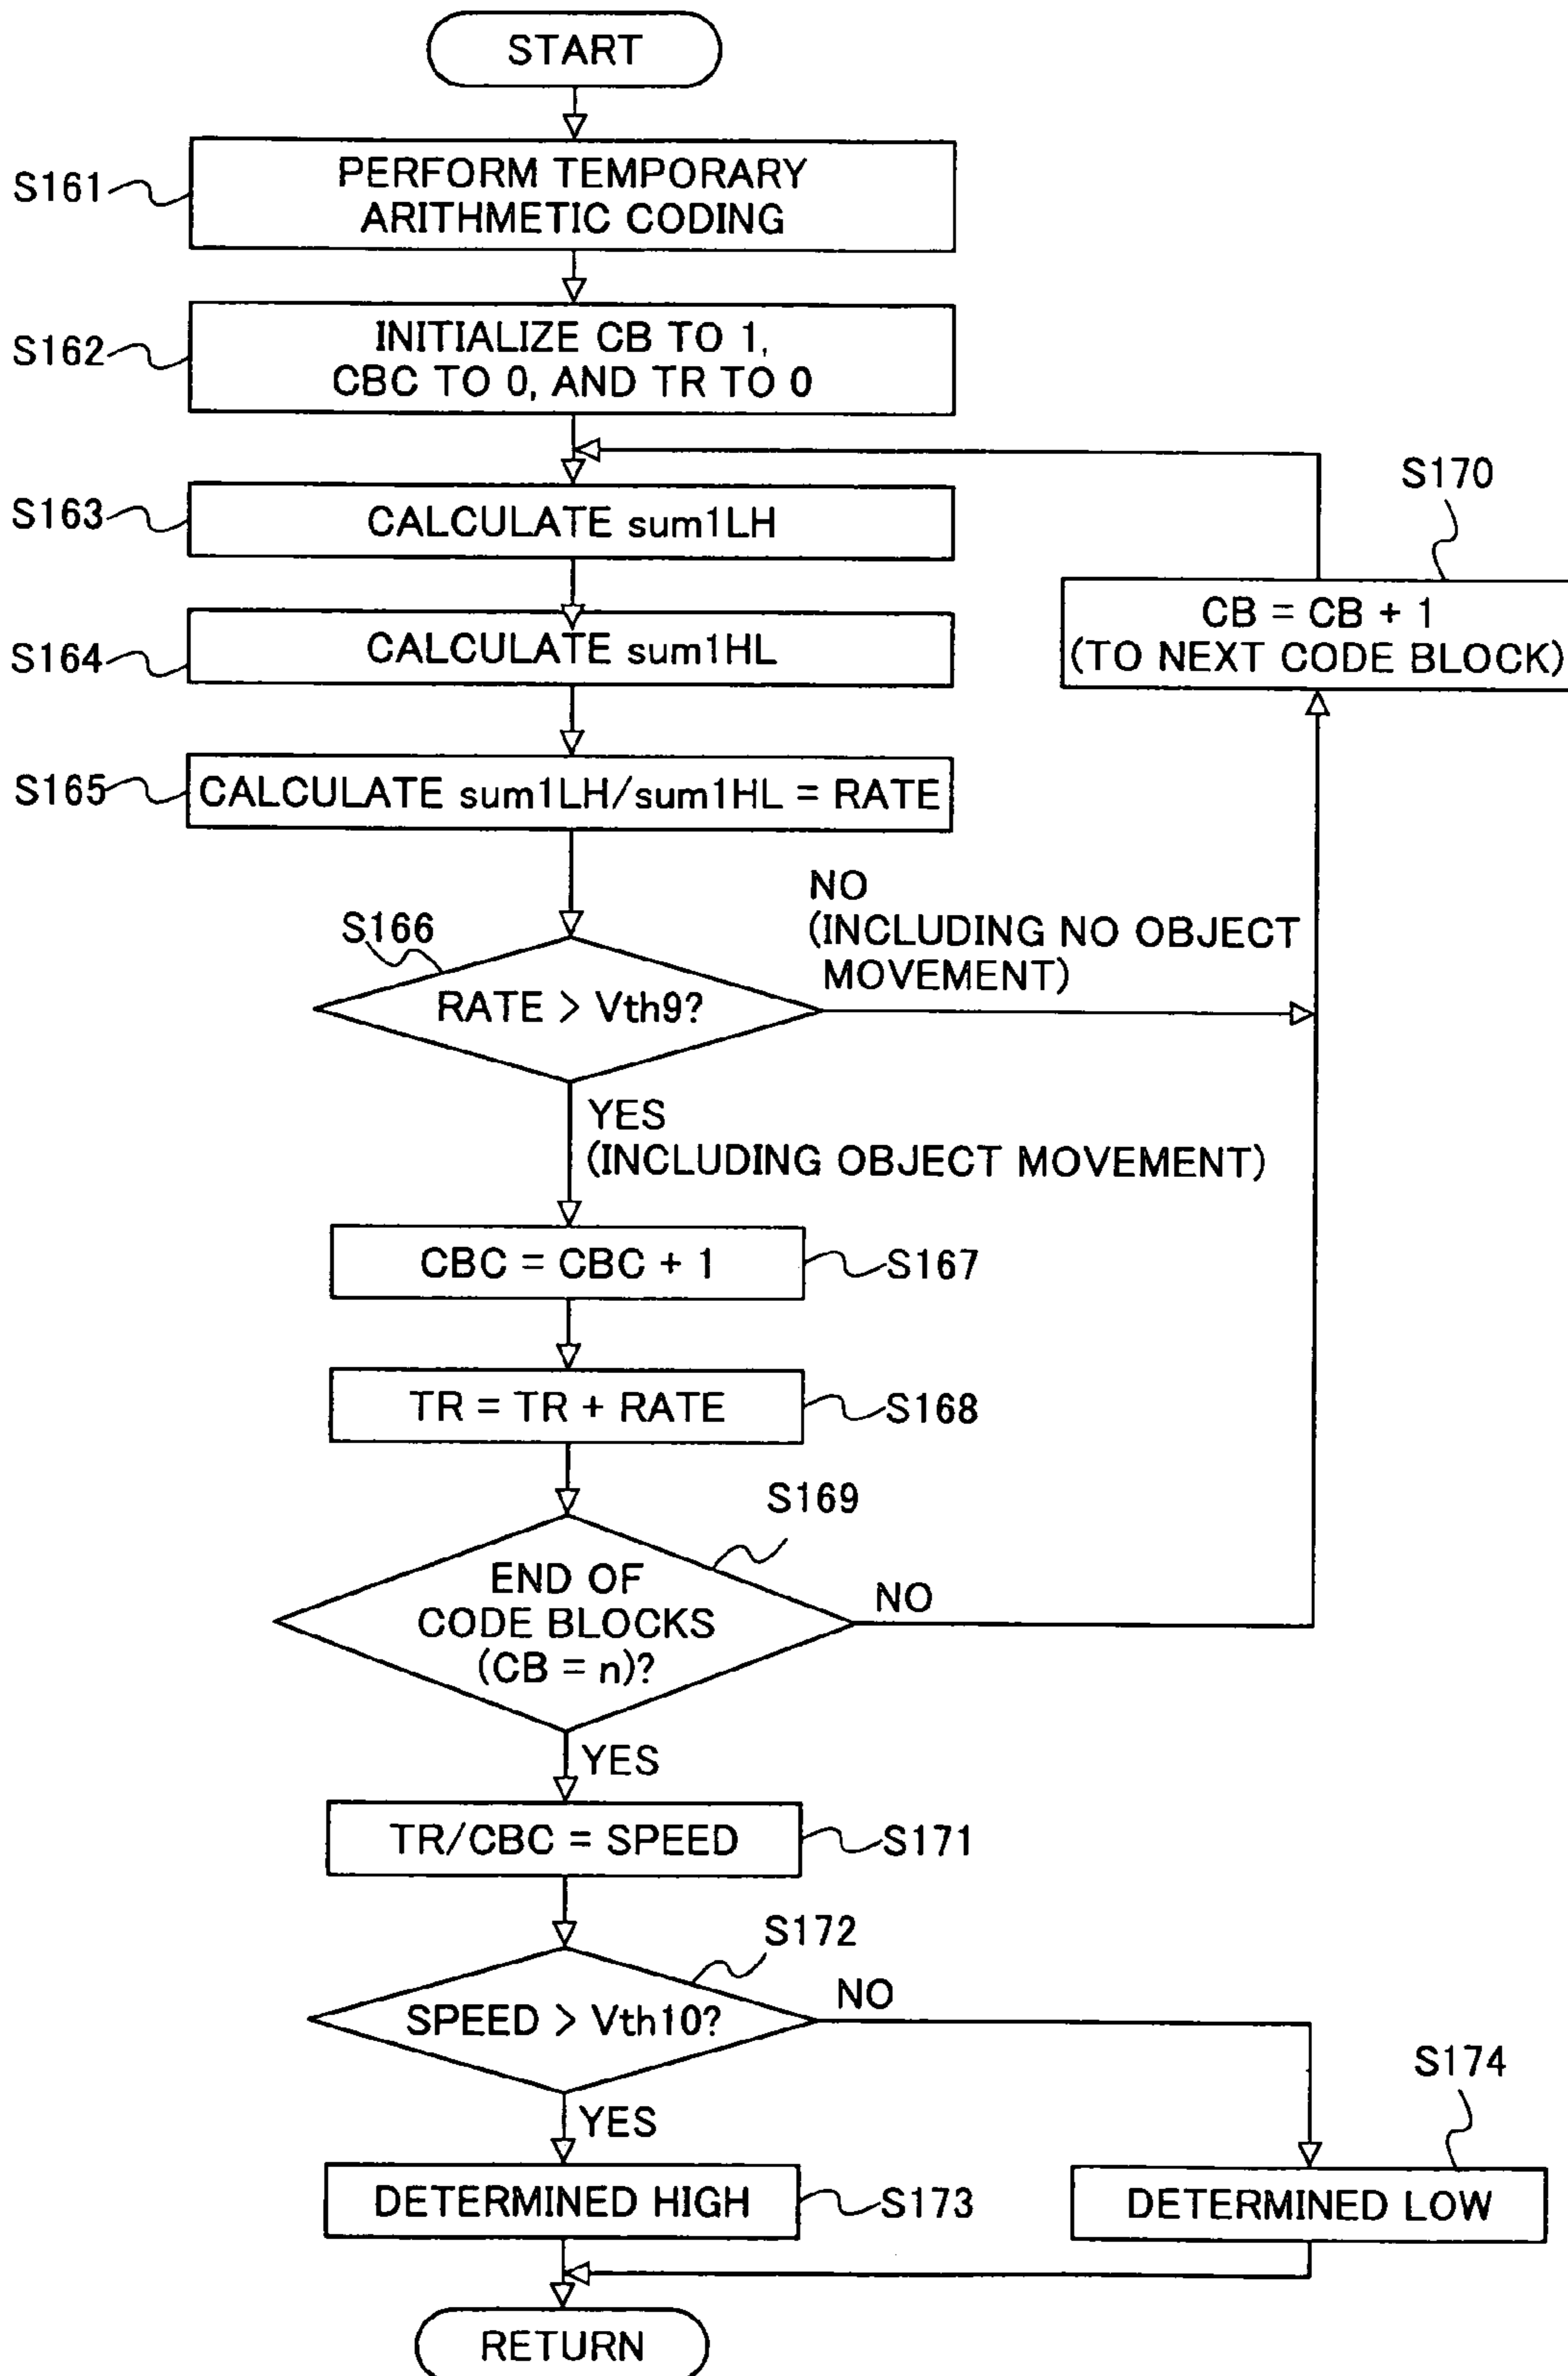 START
S161
PERFORM TEMPORARY
ARITHMETIC CODING
S162
INITIALIZE CB TO 1,
CBC TO 0, AND TR TO 0
S163
CALCULATE sum1LH
S170
CB = CB + 1
(TO NEXT CODE BLOCK)
S164
CALCULATE sum1HL
S165
CALCULATE sum1LH/sum1HL = RATE
S166
RATE > Vth9?
NO
(INCLUDING NO OBJECT
MOVEMENT)
YES
(INCLUDING OBJECT MOVEMENT)
CBC = CBC + 1
S167
TR = TR + RATE
S168
S169
END OF
CODE BLOCKS
(CB = n)?
NO
YES
TR/CBC = SPEED
S171
S172
SPEED > Vth10?
NO
YES
S174
DETERMINED HIGH
S173
DETERMINED LOW
RETURN